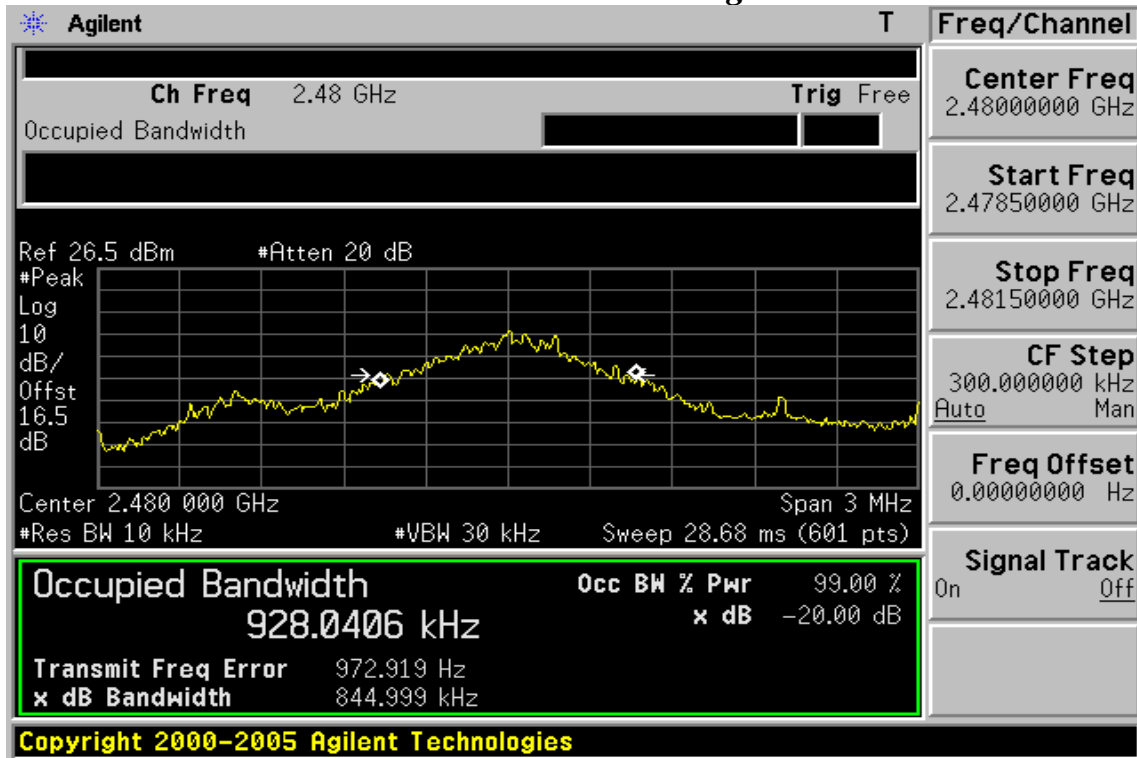 Agilent T
Ch Freq 2.48 GHz Trig Free
Occupied Bandwidth
Ref 26.5 dBm #Atten 20 dB
#Peak
Log
10
dB/
Offst
16.5
dB
Center 2.480 000 GHz Span 3 MHz
#Res BW 10 kHz #VBW 30 kHz Sweep 28.68 ms (601 pts)
Occupied Bandwidth Occ BW % Pwr 99.00 %
928.0406 kHz x dB -20.00 dB
Transmit Freq Error 972.919 Hz
x dB Bandwidth 844.999 kHz
Copyright 2000-2005 Agilent Technologies
Freq/Channel
Center Freq
2.48000000 GHz
Start Freq
2.47850000 GHz
Stop Freq
2.48150000 GHz
CF Step
300.000000 kHz
Auto Man
Freq Offset
0.00000000 Hz
Signal Track
On Off